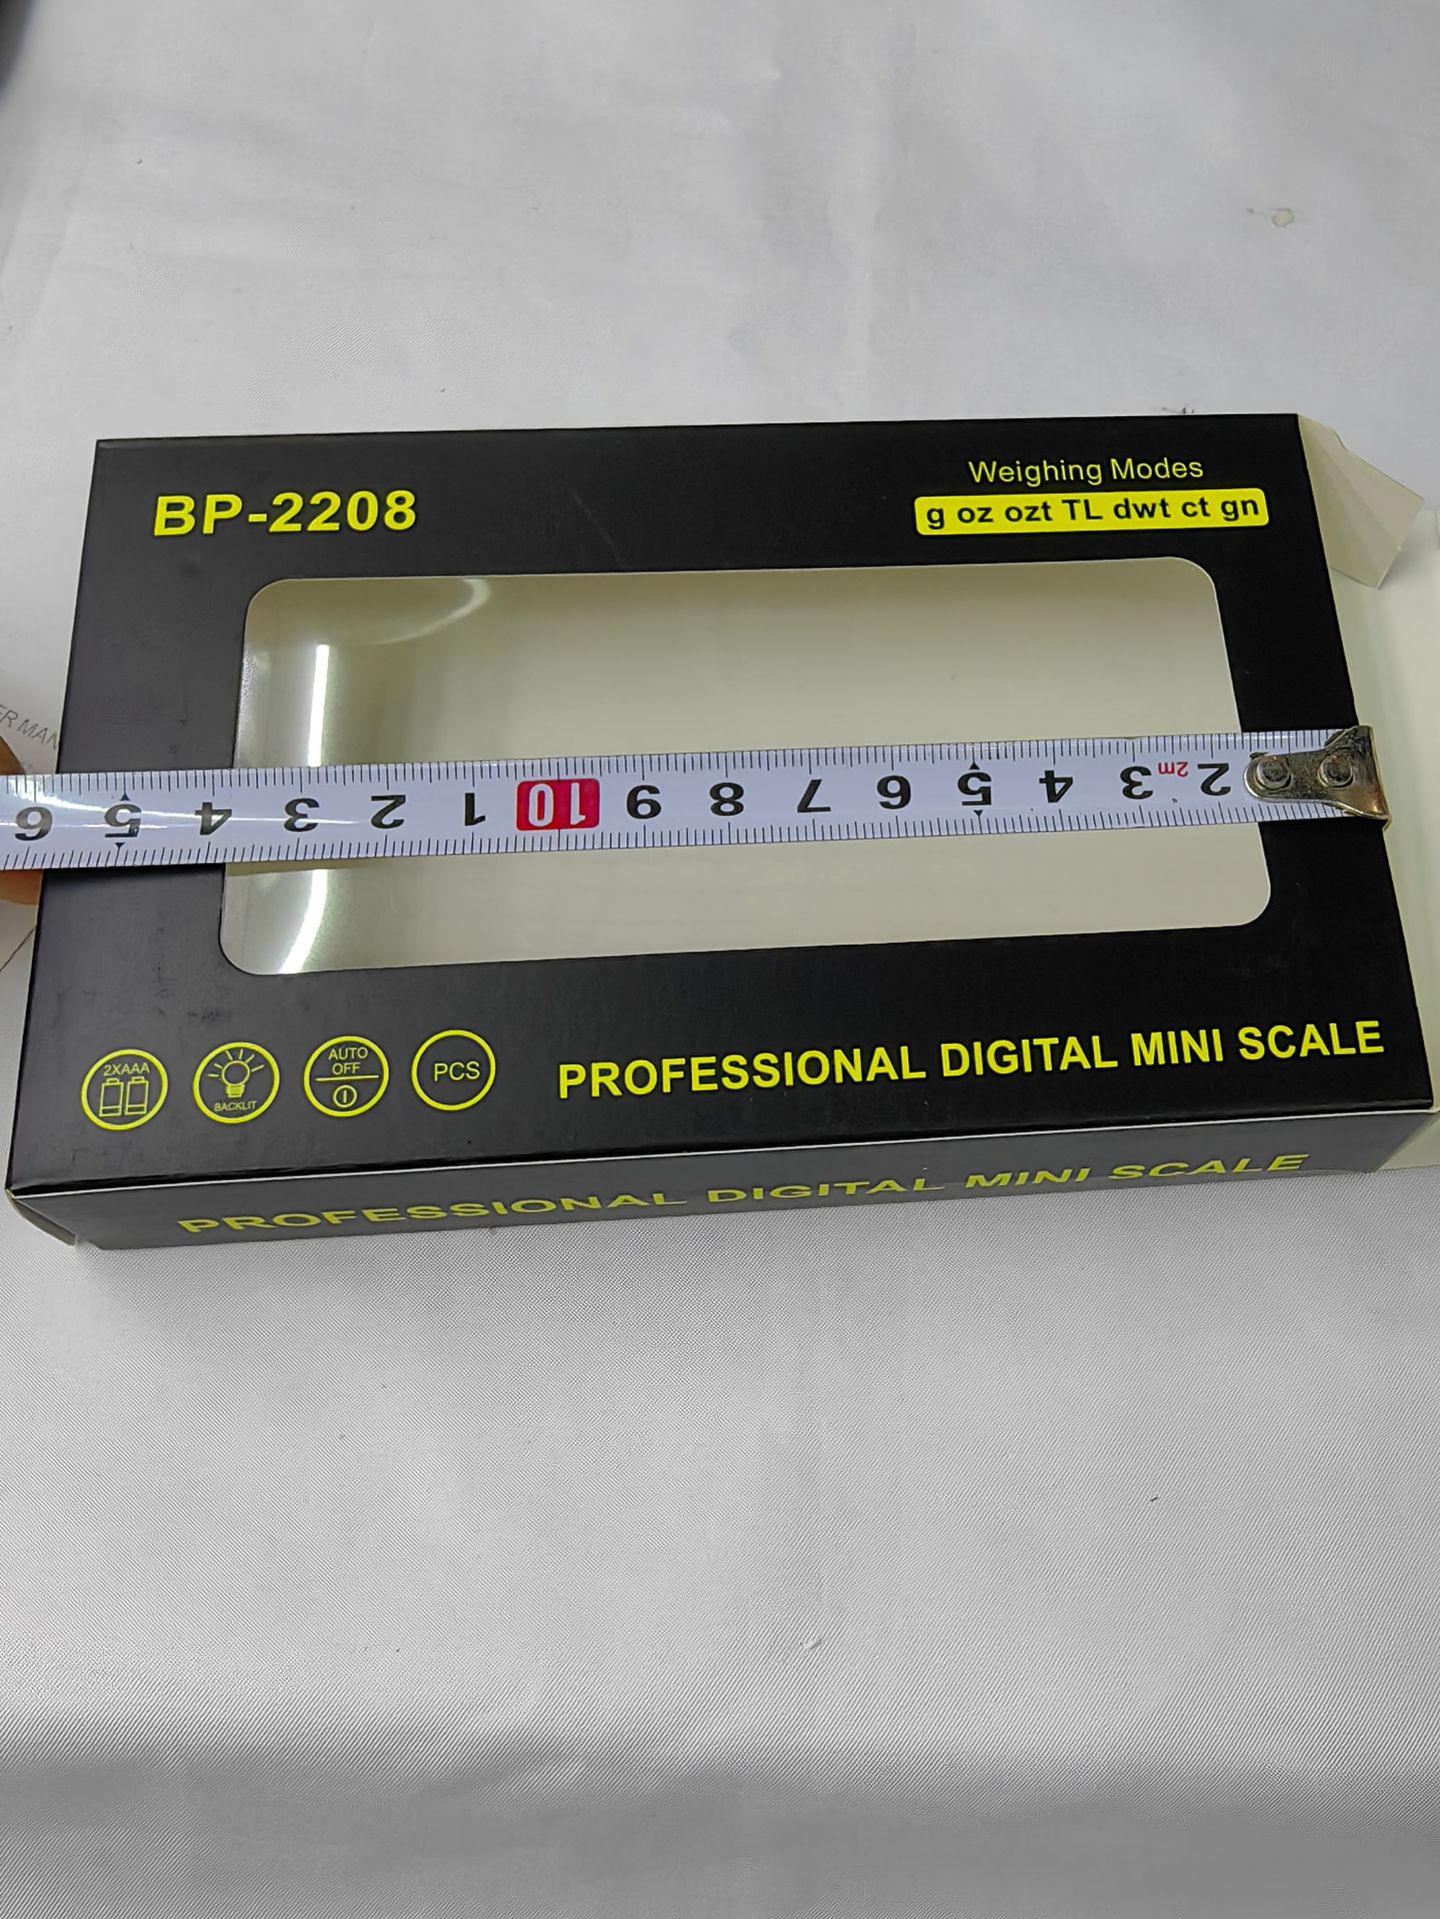 BP-2208
Weighing Modes
g oz ozt TL dwt ct gn
ER MAN
6 5 4 3 2 1 10 9 8 7 6 5 4 3 2m 2
2XAAA
BACKLIT
AUTO
OFF
PCS
PROFESSIONAL DIGITAL MINI SCALE
PROFESSIONAL DIGITAL MINI SCALE